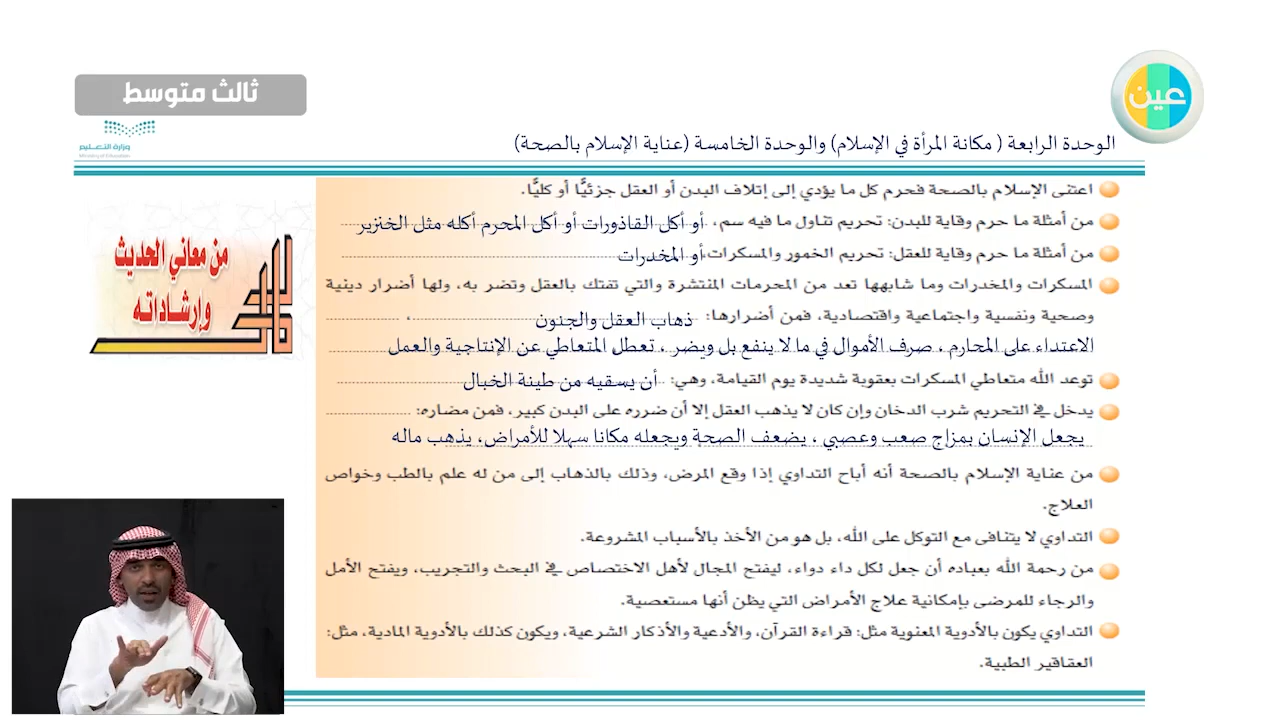 ثالث متوسط
عين
وزارة التعليم
Ministry of Education
الوحدة الرابعة ( مكانة المرأة في الإسلام) والوحدة الخامسة (عناية الإسلام بالصحة)
من معاني الحديث
وإرشاداته
اعتنى الإسلام بالصحة فحرم كل ما يؤدي إلى إتلاف البدن أو العقل جزئيًّا أو كليًّا.
من أمثلة ما حرم وقاية للبدن: تحريم تناول ما فيه سم، أو أكل القاذورات أو أكل المحرم أكله مثل الخنزير
من أمثلة ما حرم وقاية للعقل: تحريم الخمور والمسكرات، أو المخدرات
المسكرات والمخدرات وما شابهها تعد من المحرمات المنتشرة والتي تفتك بالعقل وتضر به، ولها أضرار دينية
وصحية ونفسية واجتماعية واقتصادية، فمن أضرارها: ذهاب العقل والجنون ،
الاعتداء على المحارم ، صرف الأموال في ما لا ينفع بل ويضر ، تعطل المتعاطي عن الإنتاجية والعمل
توعد الله متعاطي المسكرات بعقوبة شديدة يوم القيامة، وهي: أن يسقيه من طينة الخبال
يدخل في التحريم شرب الدخان وإن كان لا يذهب العقل إلا أن ضرره على البدن كبير، فمن مضاره:
يجعل الإنسان بمزاج صعب وعصبي ، يضعف الصحة ويجعله مكانا سهلا للأمراض، يذهب ماله
من عناية الإسلام بالصحة أنه أباح التداوي إذا وقع المرض، وذلك بالذهاب إلى من له علم بالطب وخواص
العلاج.
التداوي لا يتنافى مع التوكل على الله، بل هو من الأخذ بالأسباب المشروعة.
من رحمة الله بعباده أن جعل لكل داء دواء، ليفتح المجال لأهل الاختصاص في البحث والتجريب، ويفتح الأمل
والرجاء للمرضى بإمكانية علاج الأمراض التي يظن أنها مستعصية.
التداوي يكون بالأدوية المعنوية مثل: قراءة القرآن، والأدعية والأذكار الشرعية، ويكون كذلك بالأدوية المادية، مثل:
العقاقير الطبية.